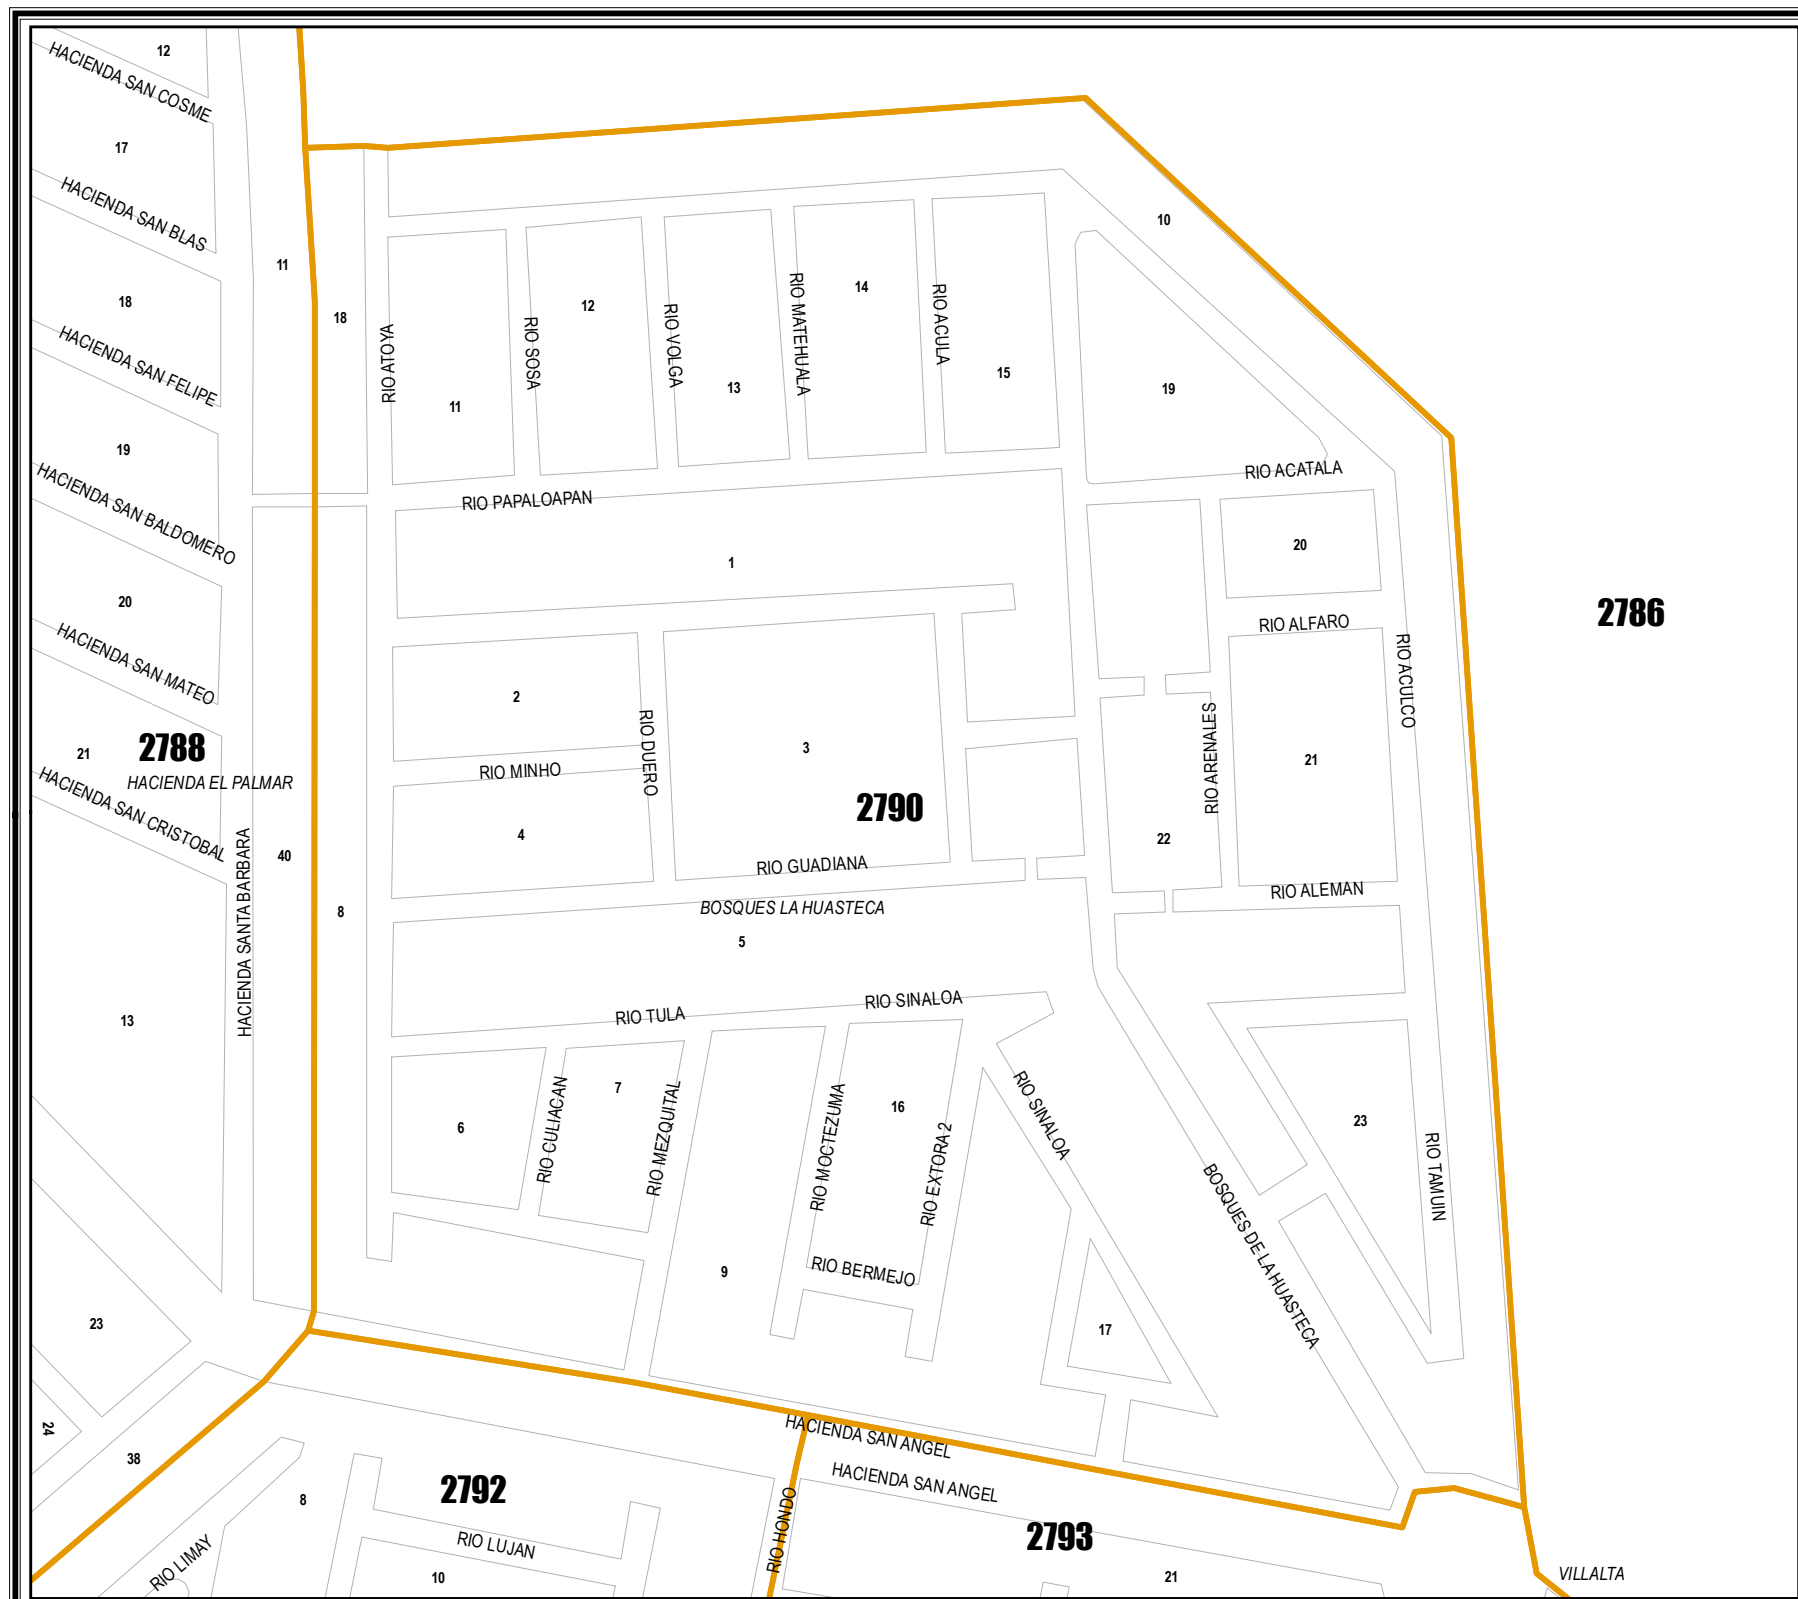 12
HACIENDA SAN COSME
17
HACIENDA SAN BLAS
10
11
18
18
HACIENDA SAN FELIPE
RIO ATOYA
11
RIO SOSA
12
RIO VOLGA
13
RIO MATEHUALA
14
RIO ACULA
15
19
19
HACIENDA SAN BALDOMERO
RIO PAPALOAPAN
RIO ACATALA
1
20
20
HACIENDA SAN MATEO
RIO ALFARO
2786
RIO ACULCO
2
RIO DUERO
3
RIO ARENALES
21
21
2788
HACIENDA EL PALMAR
HACIENDA SAN CRISTOBAL
RIO MINHO
2790
4
22
HACIENDA SANTA BARBARA
40
8
RIO GUADIANA
RIO ALEMAN
BOSQUES LA HUASTECA
5
13
RIO TULA
RIO SINALOA
6
RIO CULIACAN
7
RIO MEZQUITAL
RIO MOCTEZUMA
16
RIO EXTORA 2
RIO SINALOA
23
RIO TAMUIN
BOSQUES DE LA HUASTECA
9
RIO BERMEJO
23
17
24
38
HACIENDA SAN ANGEL
HACIENDA SAN ANGEL
8
2792
RIO HONDO
2793
RIO LIMAY
RIO LUJAN
10
21
VILLALTA